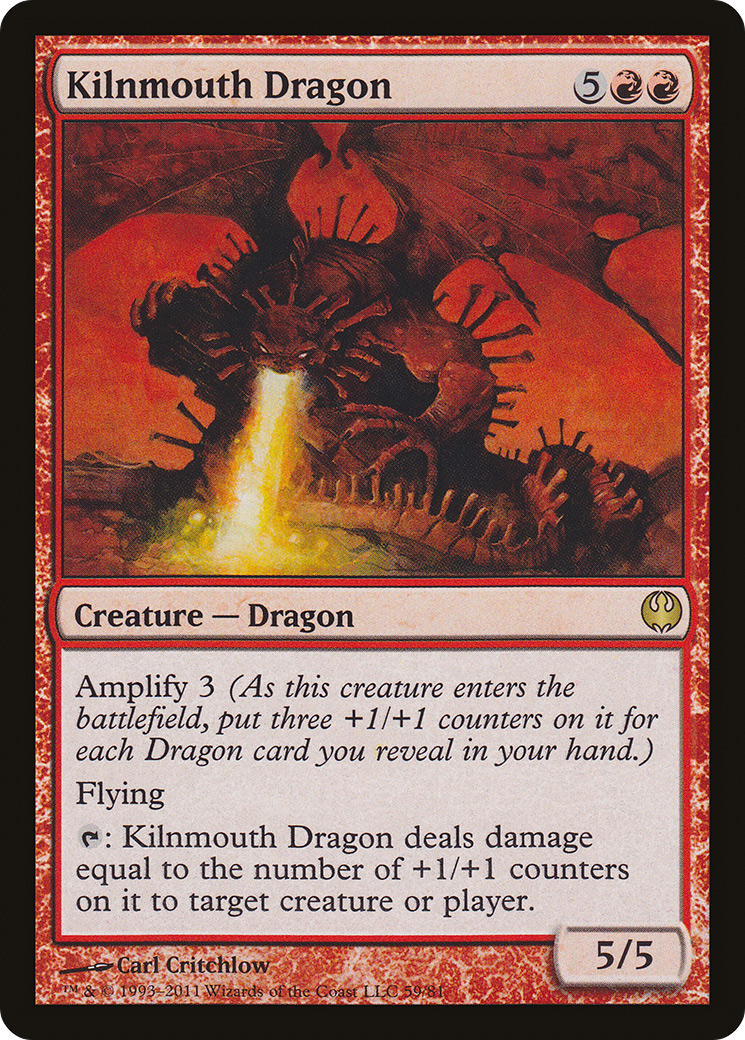 Kilnmouth Dragon 5
Creature — Dragon
Amplify 3 (As this creature enters the
battlefield, put three +1/+1 counters on it for
each Dragon card you reveal in your hand.)
Flying
: Kilnmouth Dragon deals damage
equal to the number of +1/+1 counters
on it to target creature or player.
5/5
Carl Critchlow
™ & © 1993–2011 Wizards of the Coast LLC 59/81